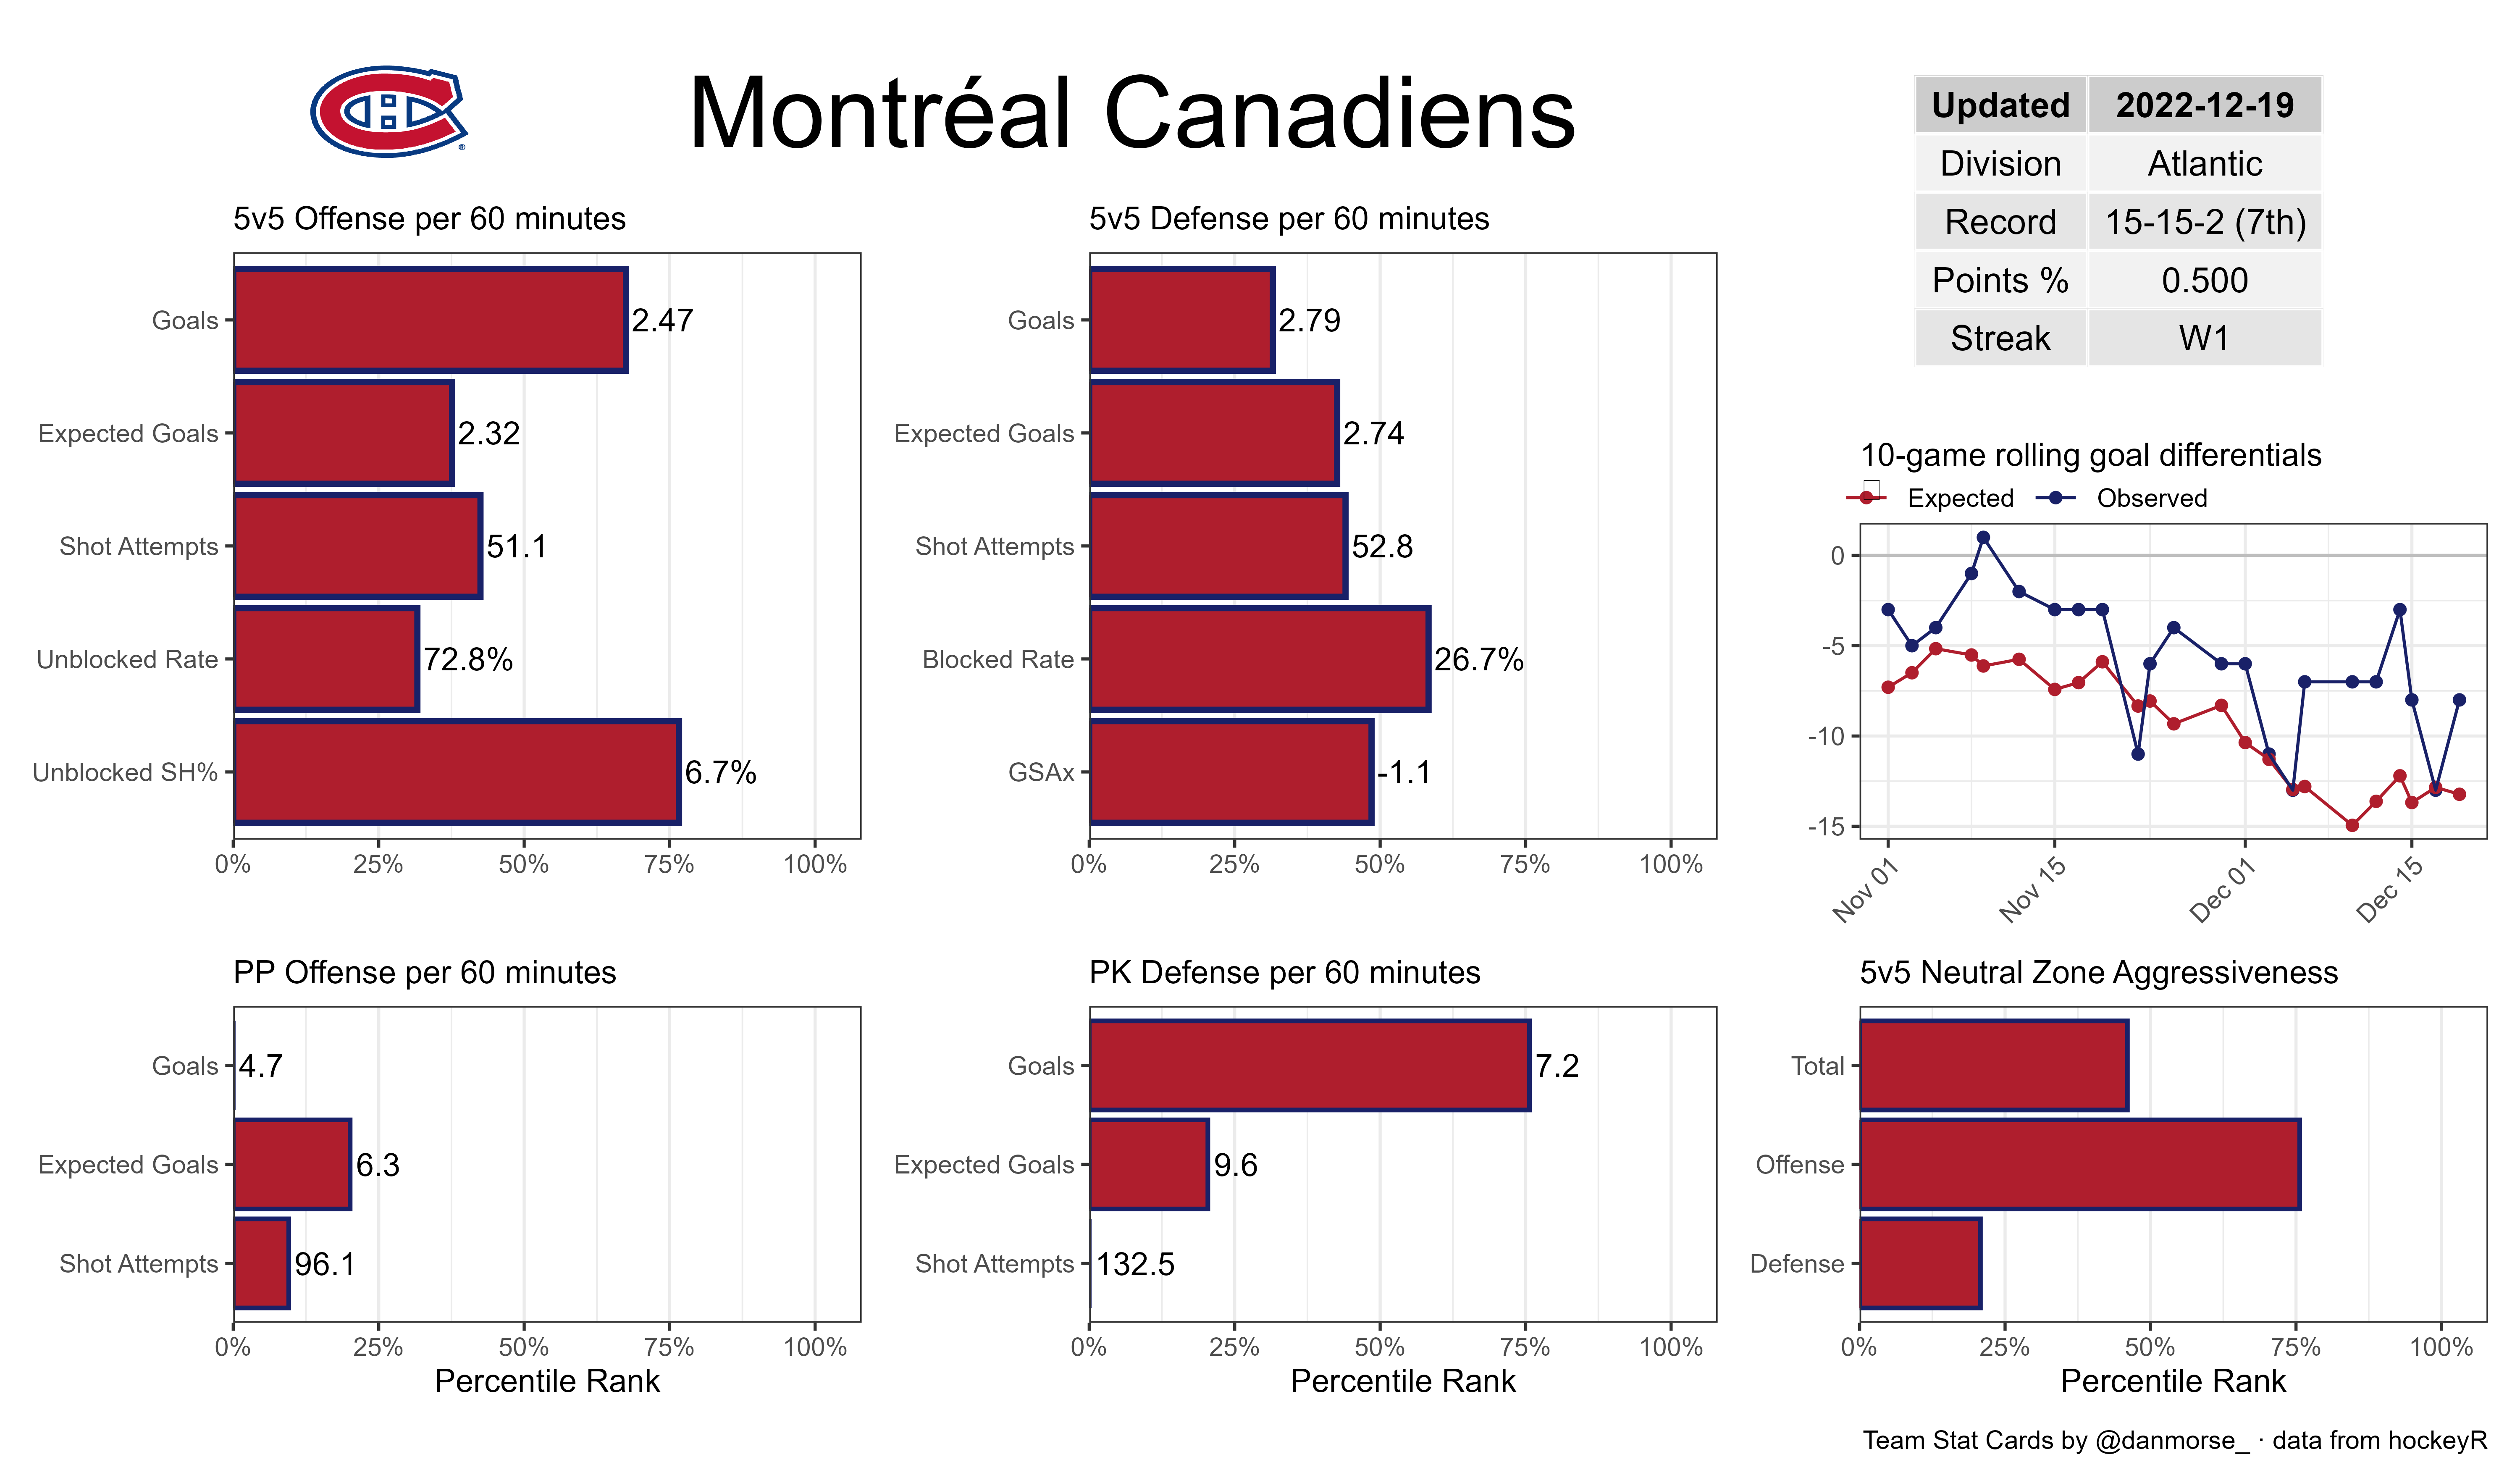 Montréal Canadiens
Updated 2022-12-19
Division Atlantic
Record 15-15-2 (7th)
Points % 0.500
Streak W1
5v5 Offense per 60 minutes
Goals 2.47
Expected Goals 2.32
Shot Attempts 51.1
Unblocked Rate 72.8%
Unblocked SH% 6.7%
0% 25% 50% 75% 100%
5v5 Defense per 60 minutes
Goals 2.79
Expected Goals 2.74
Shot Attempts 52.8
Blocked Rate 26.7%
GSAx -1.1
0% 25% 50% 75% 100%
10-game rolling goal differentials
Expected Observed
0
-5
-10
-15
Nov 01 Nov 15 Dec 01 Dec 15
PP Offense per 60 minutes
Goals 4.7
Expected Goals 6.3
Shot Attempts 96.1
0% 25% 50% 75% 100%
Percentile Rank
PK Defense per 60 minutes
Goals 7.2
Expected Goals 9.6
Shot Attempts 132.5
0% 25% 50% 75% 100%
Percentile Rank
5v5 Neutral Zone Aggressiveness
Total
Offense
Defense
0% 25% 50% 75% 100%
Percentile Rank
Team Stat Cards by @danmorse_ · data from hockeyR